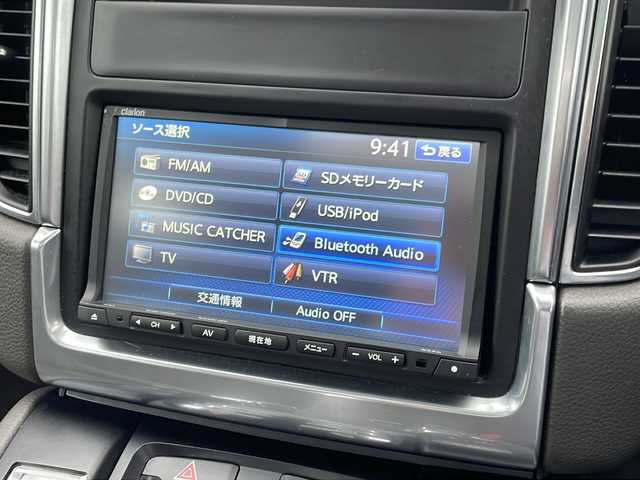 clarion
ソース選択
9:41
戻る
FM/AM
SDメモリーカード
DVD/CD
USB/iPod
MUSIC CATCHER
Bluetooth Audio
TV
VTR
交通情報
Audio OFF
CH
AV
現在地
メニュー
− VOL +